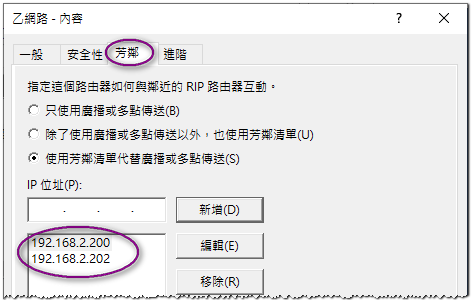 乙網路 - 內容
?
×
一般
安全性
芳鄰
進階
指定這個路由器如何與鄰近的 RIP 路由器互動。
只使用廣播或多點傳送(B)
除了使用廣播或多點傳送以外，也使用芳鄰清單(U)
使用芳鄰清單代替廣播或多點傳送(S)
IP 位址(P):
. . .
新增(D)
192.168.2.200
192.168.2.202
編輯(E)
移除(R)